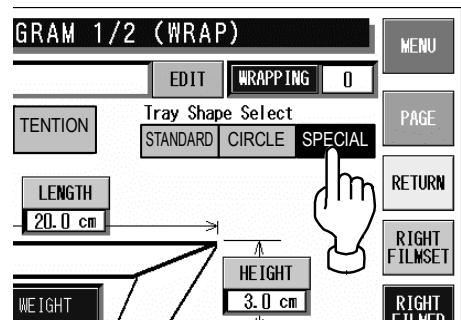 GRAM 1/2 (WRAP)
MENU
EDIT WRAPPING 0
Tray Shape Select
TENTION
STANDARD CIRCLE SPECIAL
PAGE
LENGTH
20.0 cm
RETURN
HEIGHT
3.0 cm
WEIGHT
RIGHT
FILMSET
RIGHT